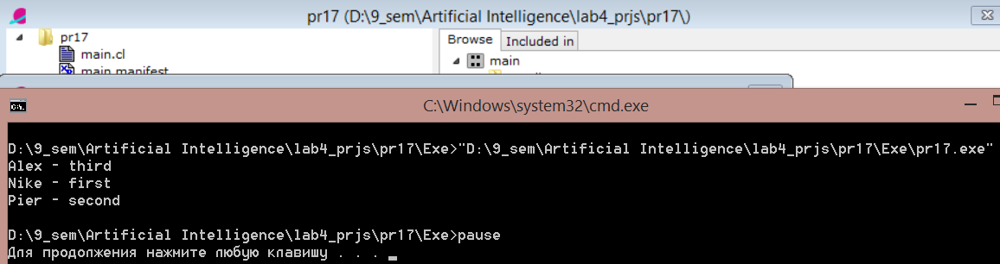 pr17 (D:\9_sem\Artificial Intelligence\lab4_prjs\pr17\)
pr17
main.cl
main.manifest
Browse
Included in
main
C:\Windows\system32\cmd.exe
D:\9_sem\Artificial Intelligence\lab4_prjs\pr17\Exe>"D:\9_sem\Artificial Intelligence\lab4_prjs\pr17\Exe\pr17.exe"
Alex - third
Nike - first
Pier - second
D:\9_sem\Artificial Intelligence\lab4_prjs\pr17\Exe>pause
Для продолжения нажмите любую клавишу . . .